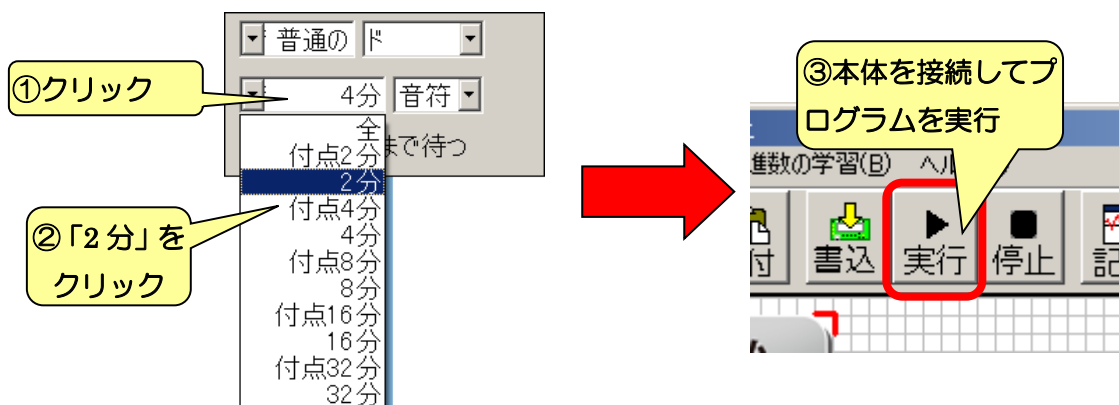 普通の ド
①クリック
4分 音符
全
まで待つ
付点2分
2分
付点4分
4分
付点8分
8分
付点16分
16分
付点32分
32分
②「2分」を
クリック
③本体を接続してプ
ログラムを実行
進数の学習(B) ヘル
付 書込 実行 停止 記